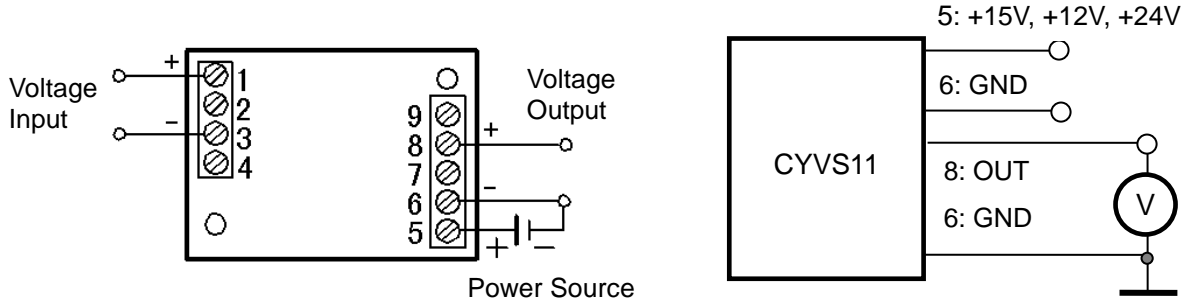 Voltage
Input
+
−
1
2
3
4
9
8
7
6
5
+
−
+
−
Voltage
Output
Power Source
5: +15V, +12V, +24V
6: GND
CYVS11
8: OUT
6: GND
V